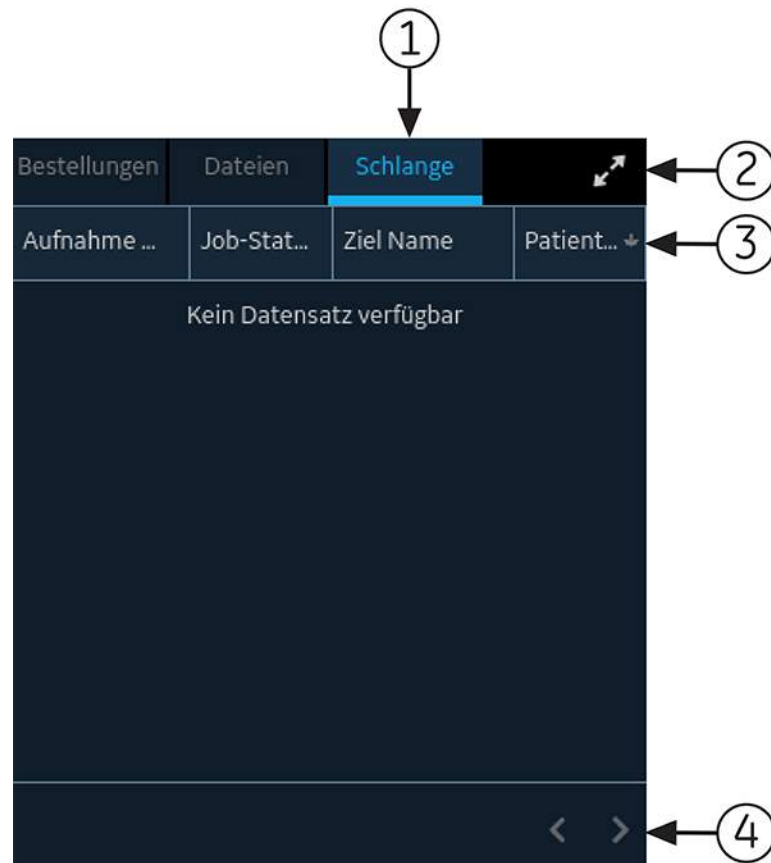 1
Bestellungen Dateien Schlange 2
Aufnahme ... Job-Stat... Ziel Name Patient... 3
Kein Datensatz verfügbar
4